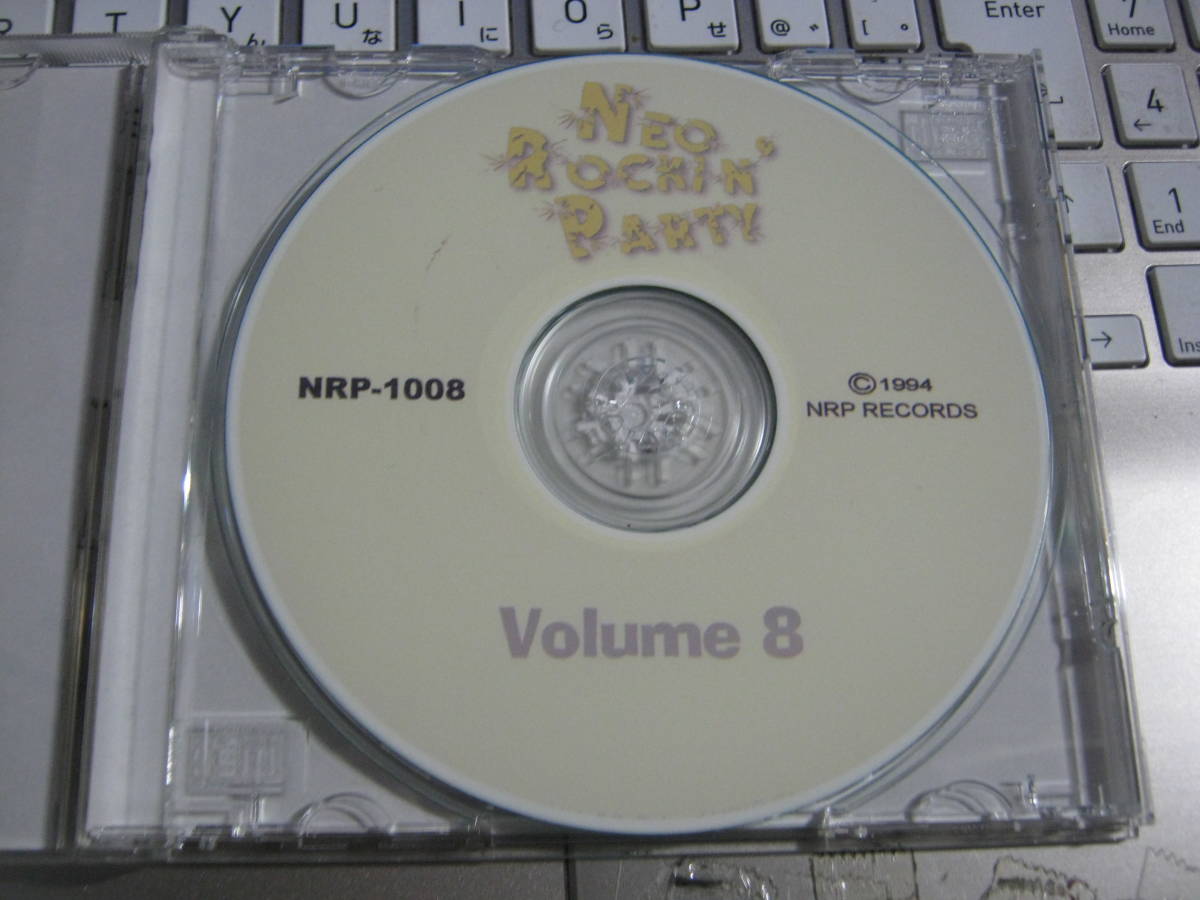 T Y U I O P @ [ Enter 7
ん な に ら せ ゛ ° Home
4
←
1
End
→
Ins
NEO
ROCKIN'
PARTY
NRP-1008
©1994
NRP RECORDS
Volume 8